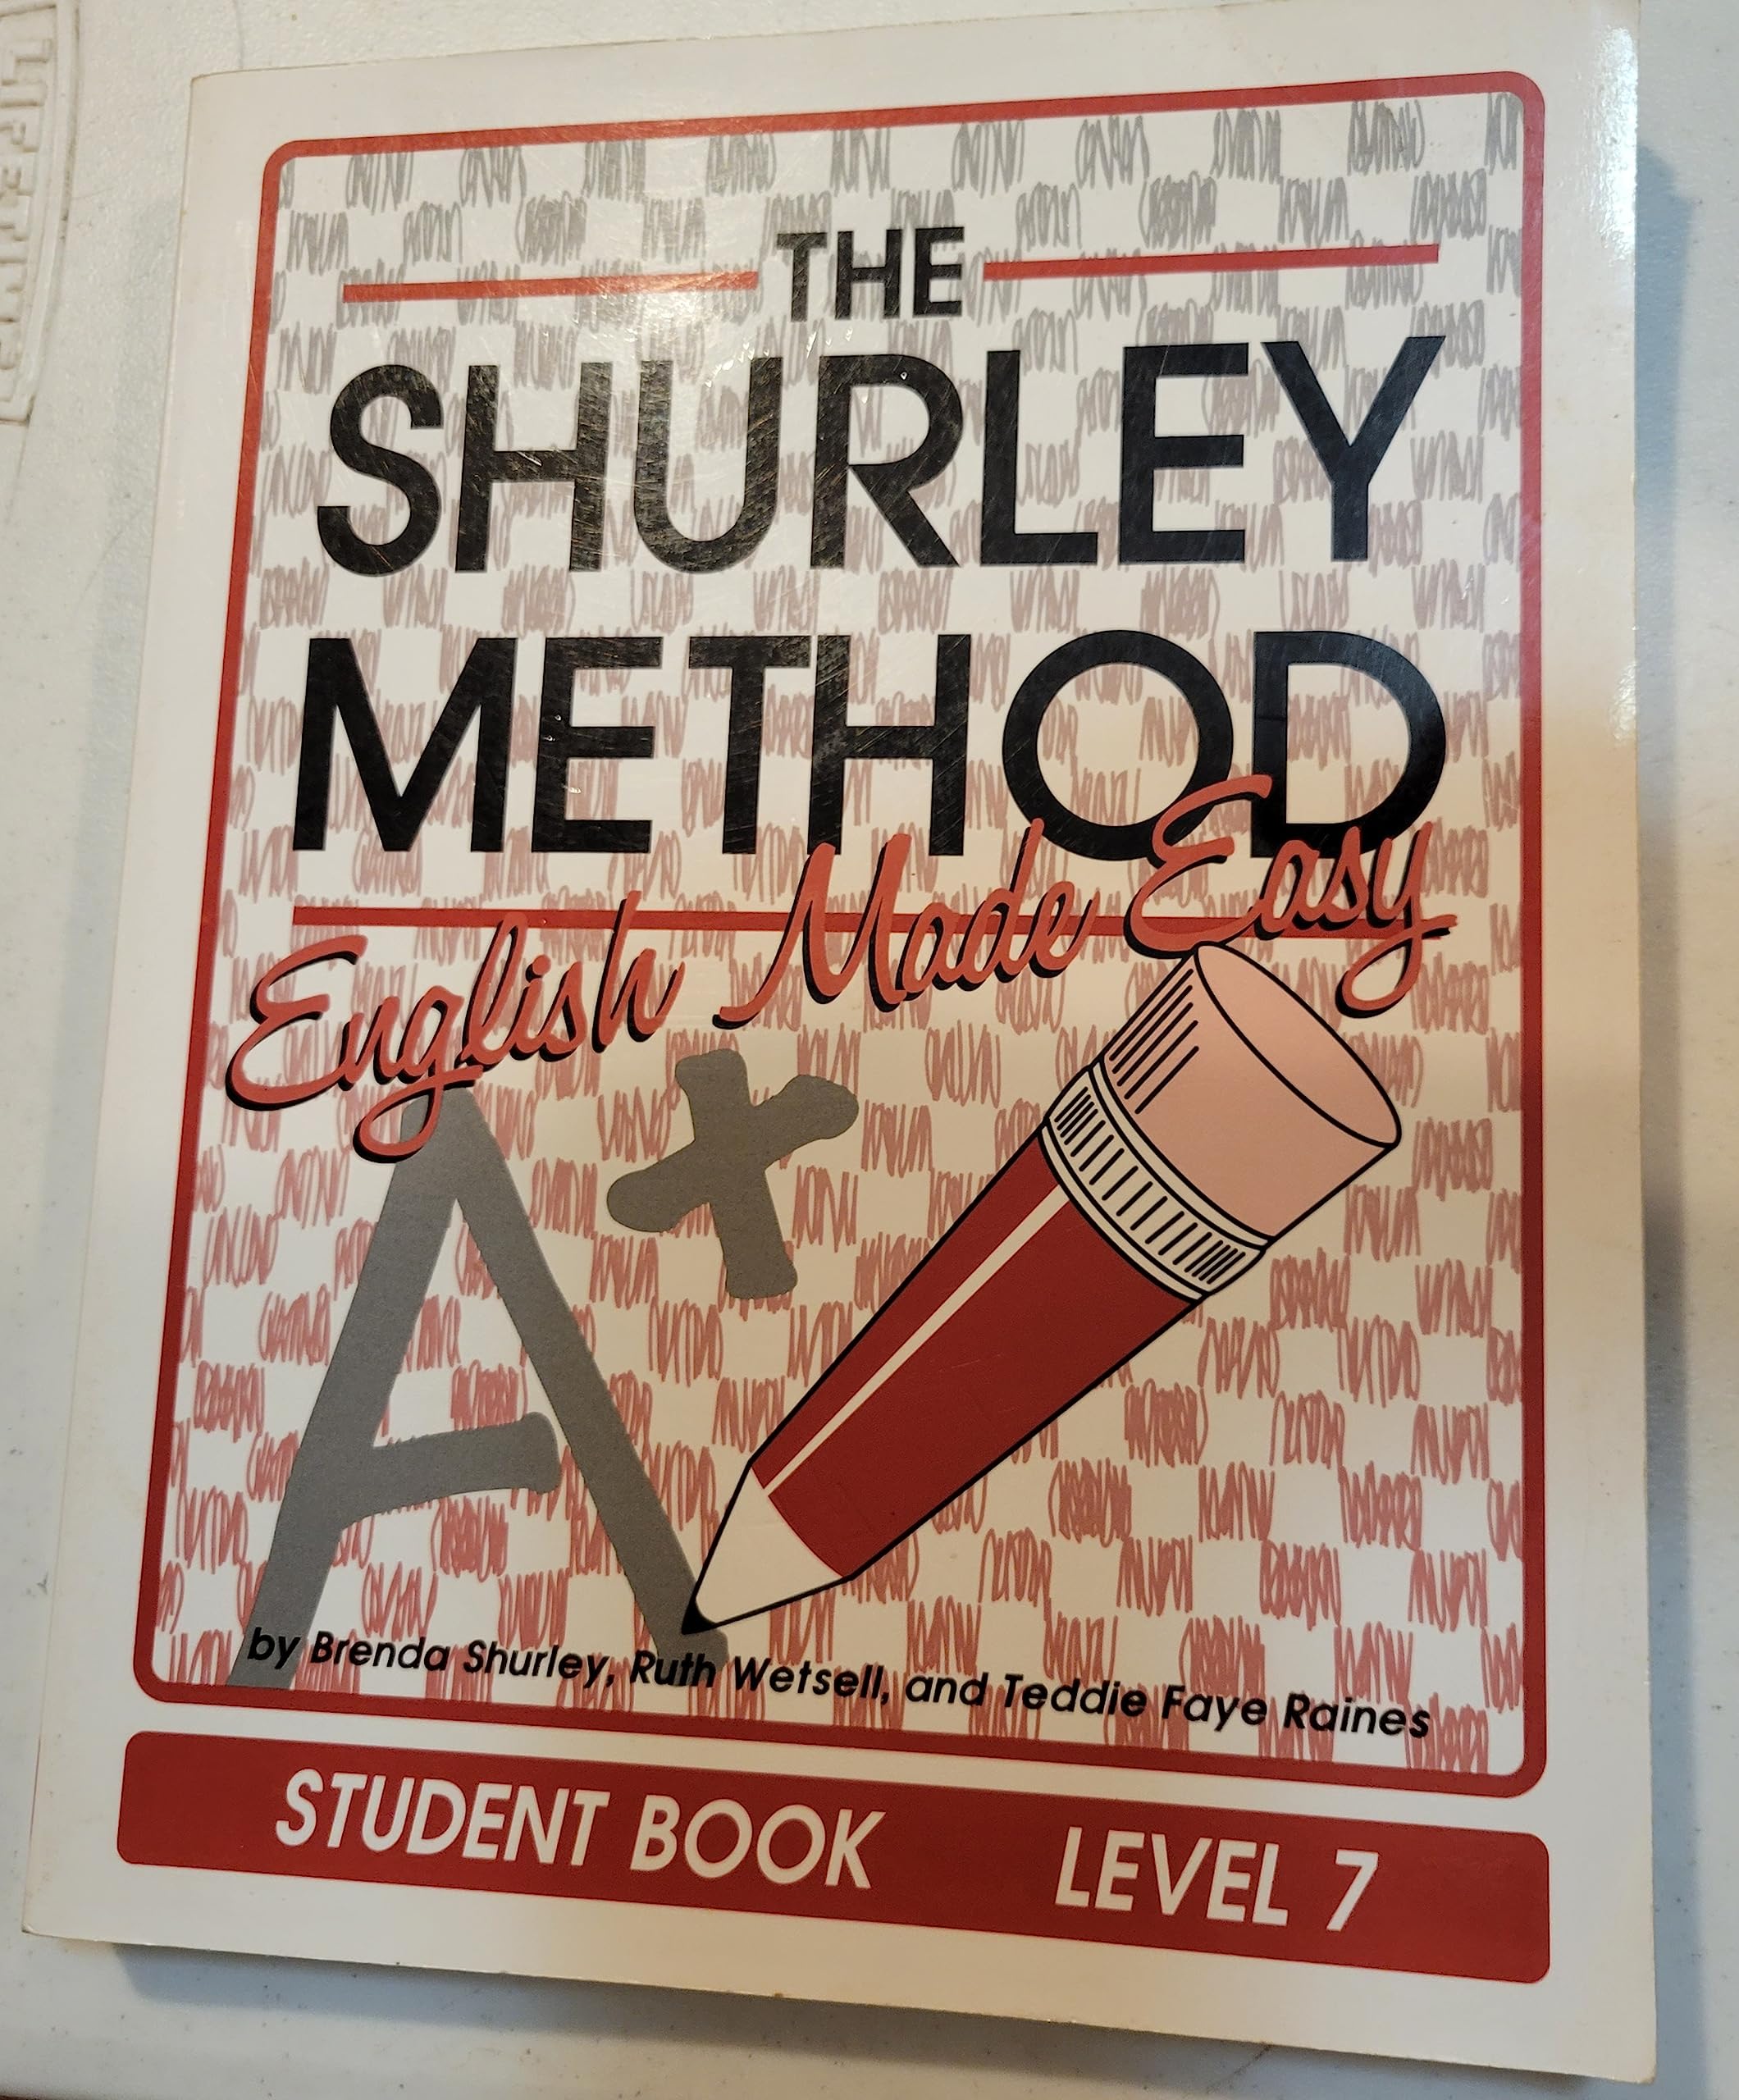 THE
SHURLEY
METHOD
English Made Easy
A+
by Brenda Shurley, Ruth Wetsell, and Teddie Faye Raines
STUDENT BOOK LEVEL 7